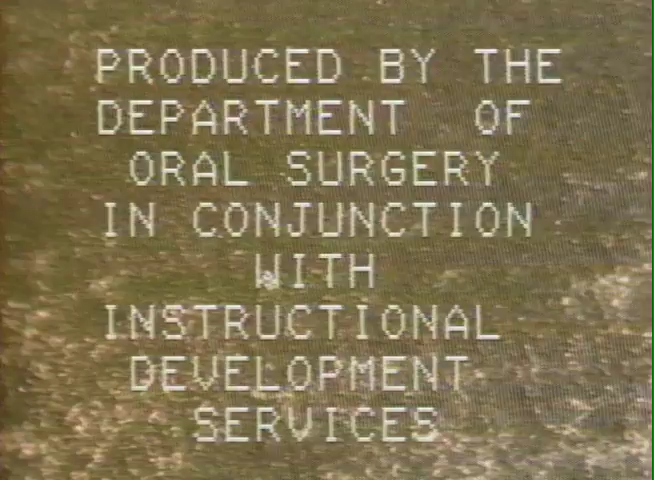 PRODUCED BY THE
DEPARTMENT OF
ORAL SURGERY
IN CONJUNCTION
WITH
INSTRUCTIONAL
DEVELOPMENT
SERVICES